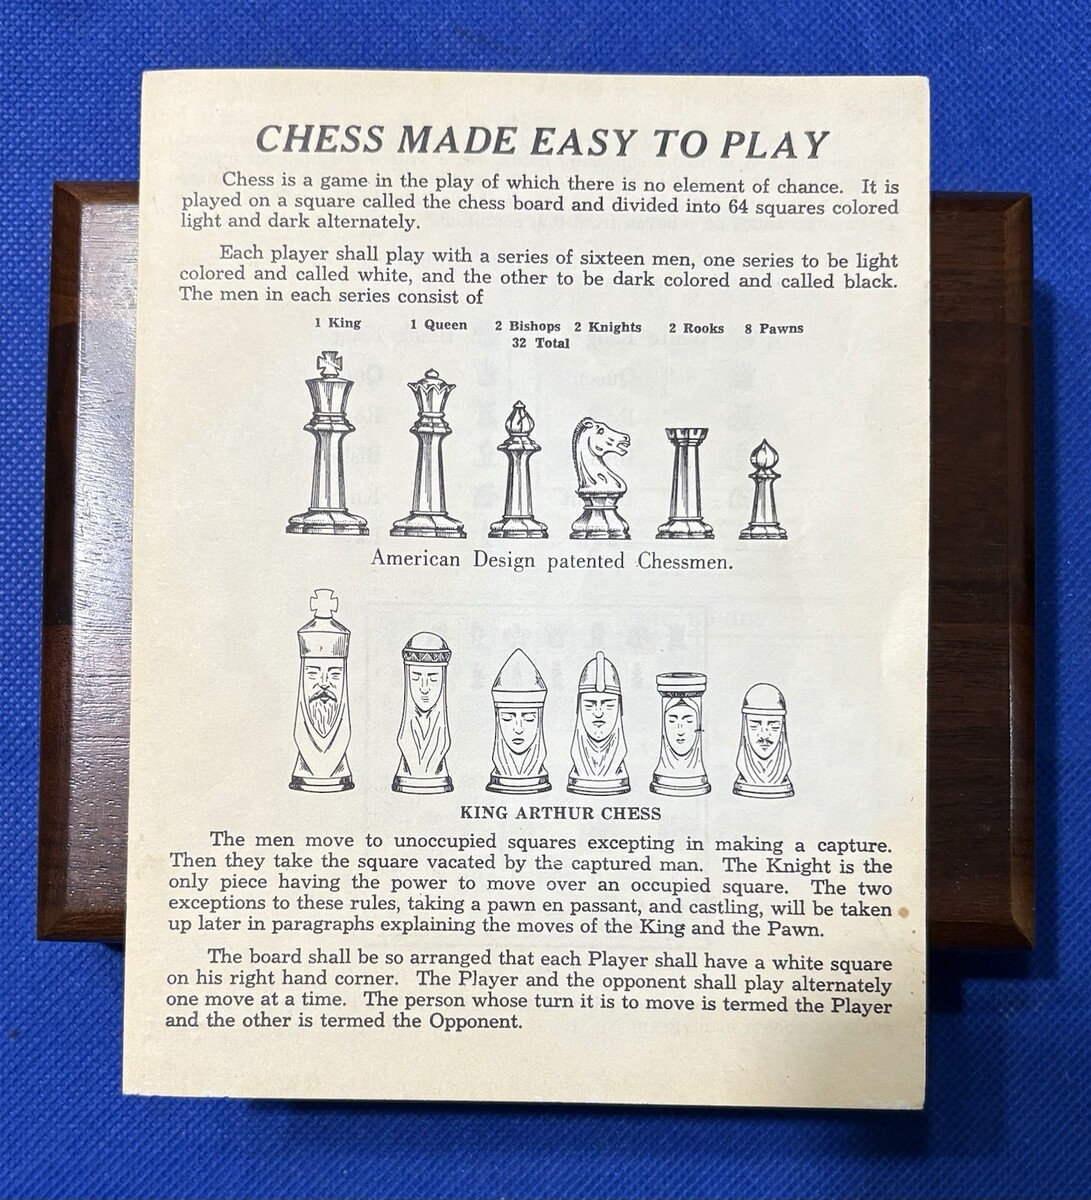 CHESS MADE EASY TO PLAY
Chess is a game in the play of which there is no element of chance. It is
played on a square called the chess board and divided into 64 squares colored
light and dark alternately.
Each player shall play with a series of sixteen men, one series to be light
colored and called white, and the other to be dark colored and called black.
The men in each series consist of
1 King 1 Queen 2 Bishops 2 Knights 2 Rooks 8 Pawns
32 Total
American Design patented Chessmen.
KING ARTHUR CHESS
The men move to unoccupied squares excepting in making a capture.
Then they take the square vacated by the captured man. The Knight is the
only piece having the power to move over an occupied square. The two
exceptions to these rules, taking a pawn en passant, and castling, will be taken
up later in paragraphs explaining the moves of the King and the Pawn.
The board shall be so arranged that each Player shall have a white square
on his right hand corner. The Player and the opponent shall play alternately
one move at a time. The person whose turn it is to move is termed the Player
and the other is termed the Opponent.